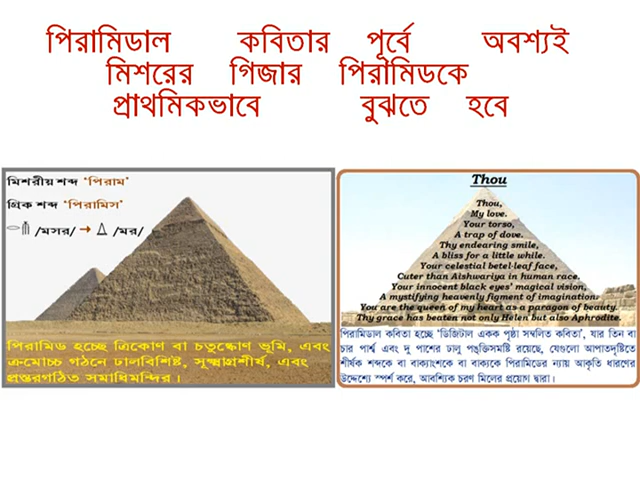 পিরামিডাল কবিতার পূর্বে অবশ্যই
মিশরের গিজার পিরামিডকে
প্রাথমিকভাবে বুঝতে হবে
মিশরীয় শব্দ ‘পিরাম’
গ্রিক শব্দ ‘পিরামিস’
/মসর/ → /মর/
পিরামিড হচ্ছে ত্রিকোণ বা চতুষ্কোণ ভূমি, এবং
ক্রমোচ্চ গঠনে ঢালবিশিষ্ট, সূক্ষ্মাগ্রশীর্ষ, এবং
প্রস্তরগঠিত সমাধিমন্দির।
Thou
Thou,
My love.
Your torso,
A trap of dove.
Thy endearing smile,
A bliss for a little while.
Your celestial betel-leaf face,
Cuter than Aishwariya in human race.
Your innocent black eyes' magical vision,
A mystifying heavenly figment of imagination.
You are the queen of my heart as a paragon of beauty.
Thy grace has beaten not only Helen but also Aphrodite.
পিরামিডাল কবিতা হচ্ছে ‘ডিজিটাল একক পৃষ্ঠা সম্বলিত কবিতা’, যার তিন বা
চার পার্শ্ব এবং দু পাশের ঢালু পঙ্‌ক্তিসমষ্টি রয়েছে, যেগুলো আপাতদৃষ্টিতে
শীর্ষক শব্দকে বা বাক্যাংশকে বা বাক্যকে পিরামিডের ন্যায় আকৃতি ধারণের
উদ্দেশ্যে স্পর্শ করে, আবশ্যিক চরণ মিলের প্রয়োগ দ্বারা।